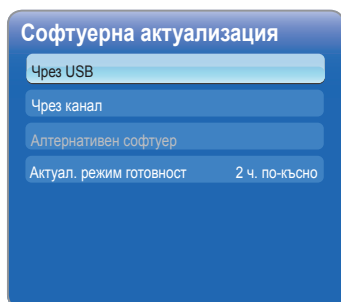 Софтуерна актуализация
Чрез USB
Чрез канал
Алтернативен софтуер
Актуал. режим готовност 2 ч. по-късно